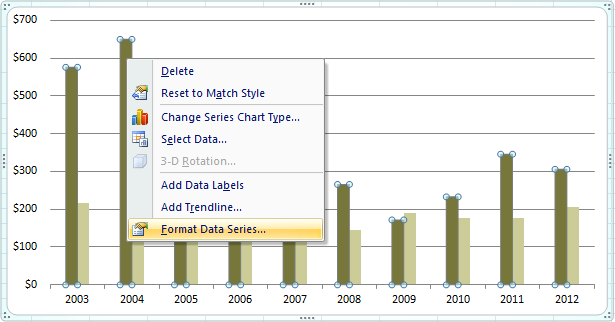 $700
$600
$500
$400
$300
$200
$100
$0
Delete
Reset to Match Style
Change Series Chart Type...
Select Data...
3-D Rotation...
Add Data Labels
Add Trendline...
Format Data Series...
2003 2004 2005 2006 2007 2008 2009 2010 2011 2012